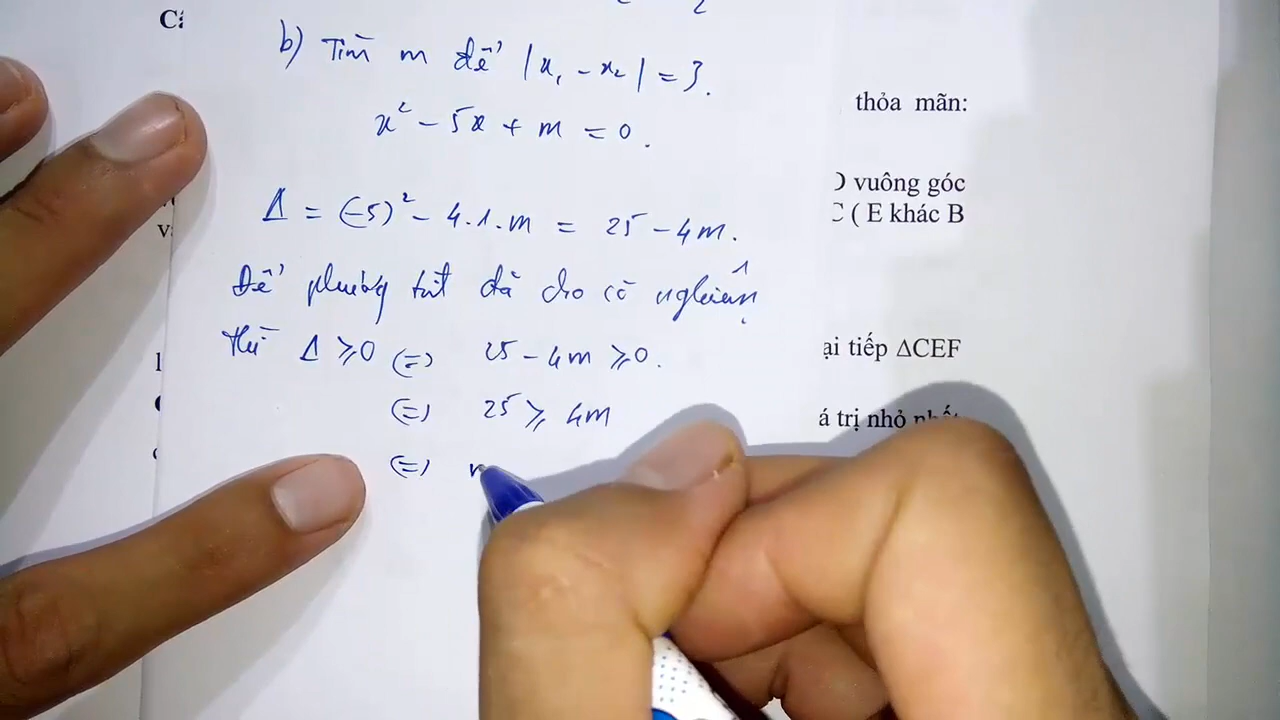 Câ
b) Tìm m để |x₁ - x₂| = 3.
thỏa mãn:
x² - 5x + m = 0.
vuông góc
Δ = (-5)² - 4.1.m = 25 - 4m.
C ( E khác B
Để phương trình đã cho có nghiệm
thì Δ ≥ 0 (=) 25 - 4m ≥ 0.
ại tiếp ΔCEF
(=) 25 ≥ 4m
á trị nhỏ nhất
(=)